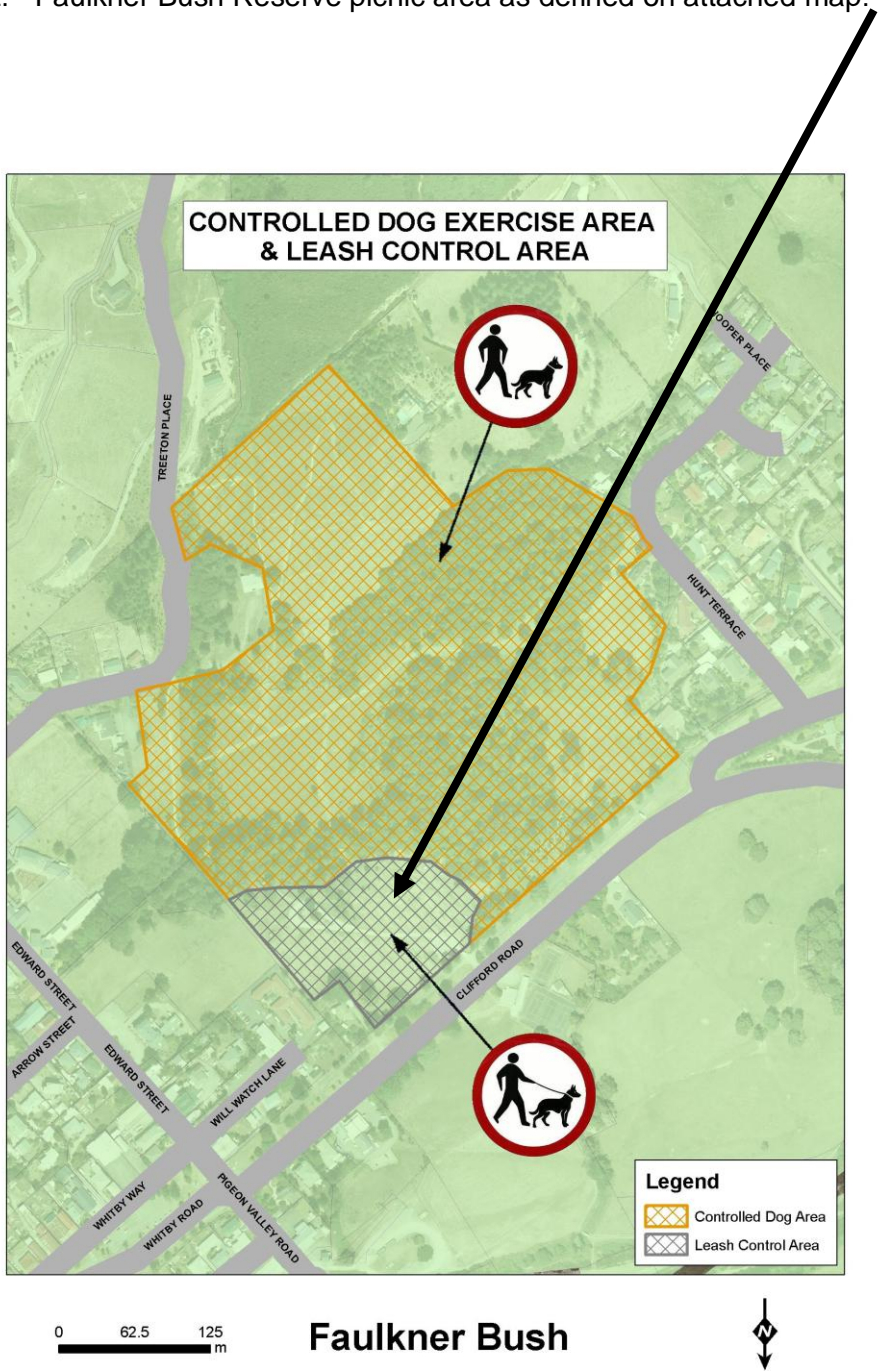 Faulkner Bush Reserve picnic area as defined on attached map.
CONTROLLED DOG EXERCISE AREA
& LEASH CONTROL AREA
PLACE
TREETON PLACE
HUNT TERRACE
CLIFFORD ROAD
EDWARD STREET
ARROW STREET
EDWARD STREET
WILL WATCH LANE
WHITBY WAY
WHITBY ROAD
PIGEON VALLEY ROAD
Legend
Controlled Dog Area
Leash Control Area
0 62.5 125
m
Faulkner Bush
N